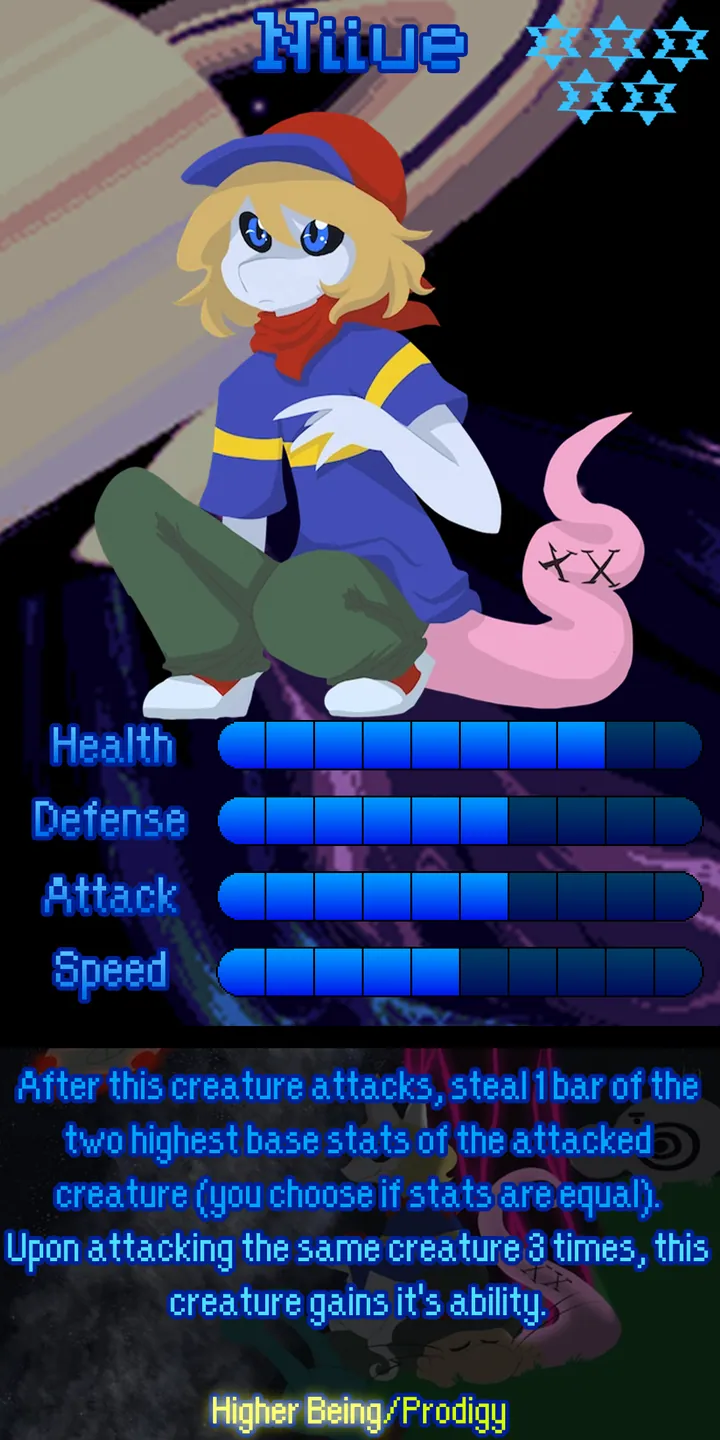 Niive
Health
Defense
Attack
Speed
After this creature attacks, steal 1 bar of the
two highest base stats of the attacked
creature (you choose if stats are equal).
Upon attacking the same creature 3 times, this
creature gains it's ability.
Higher Being/Prodigy